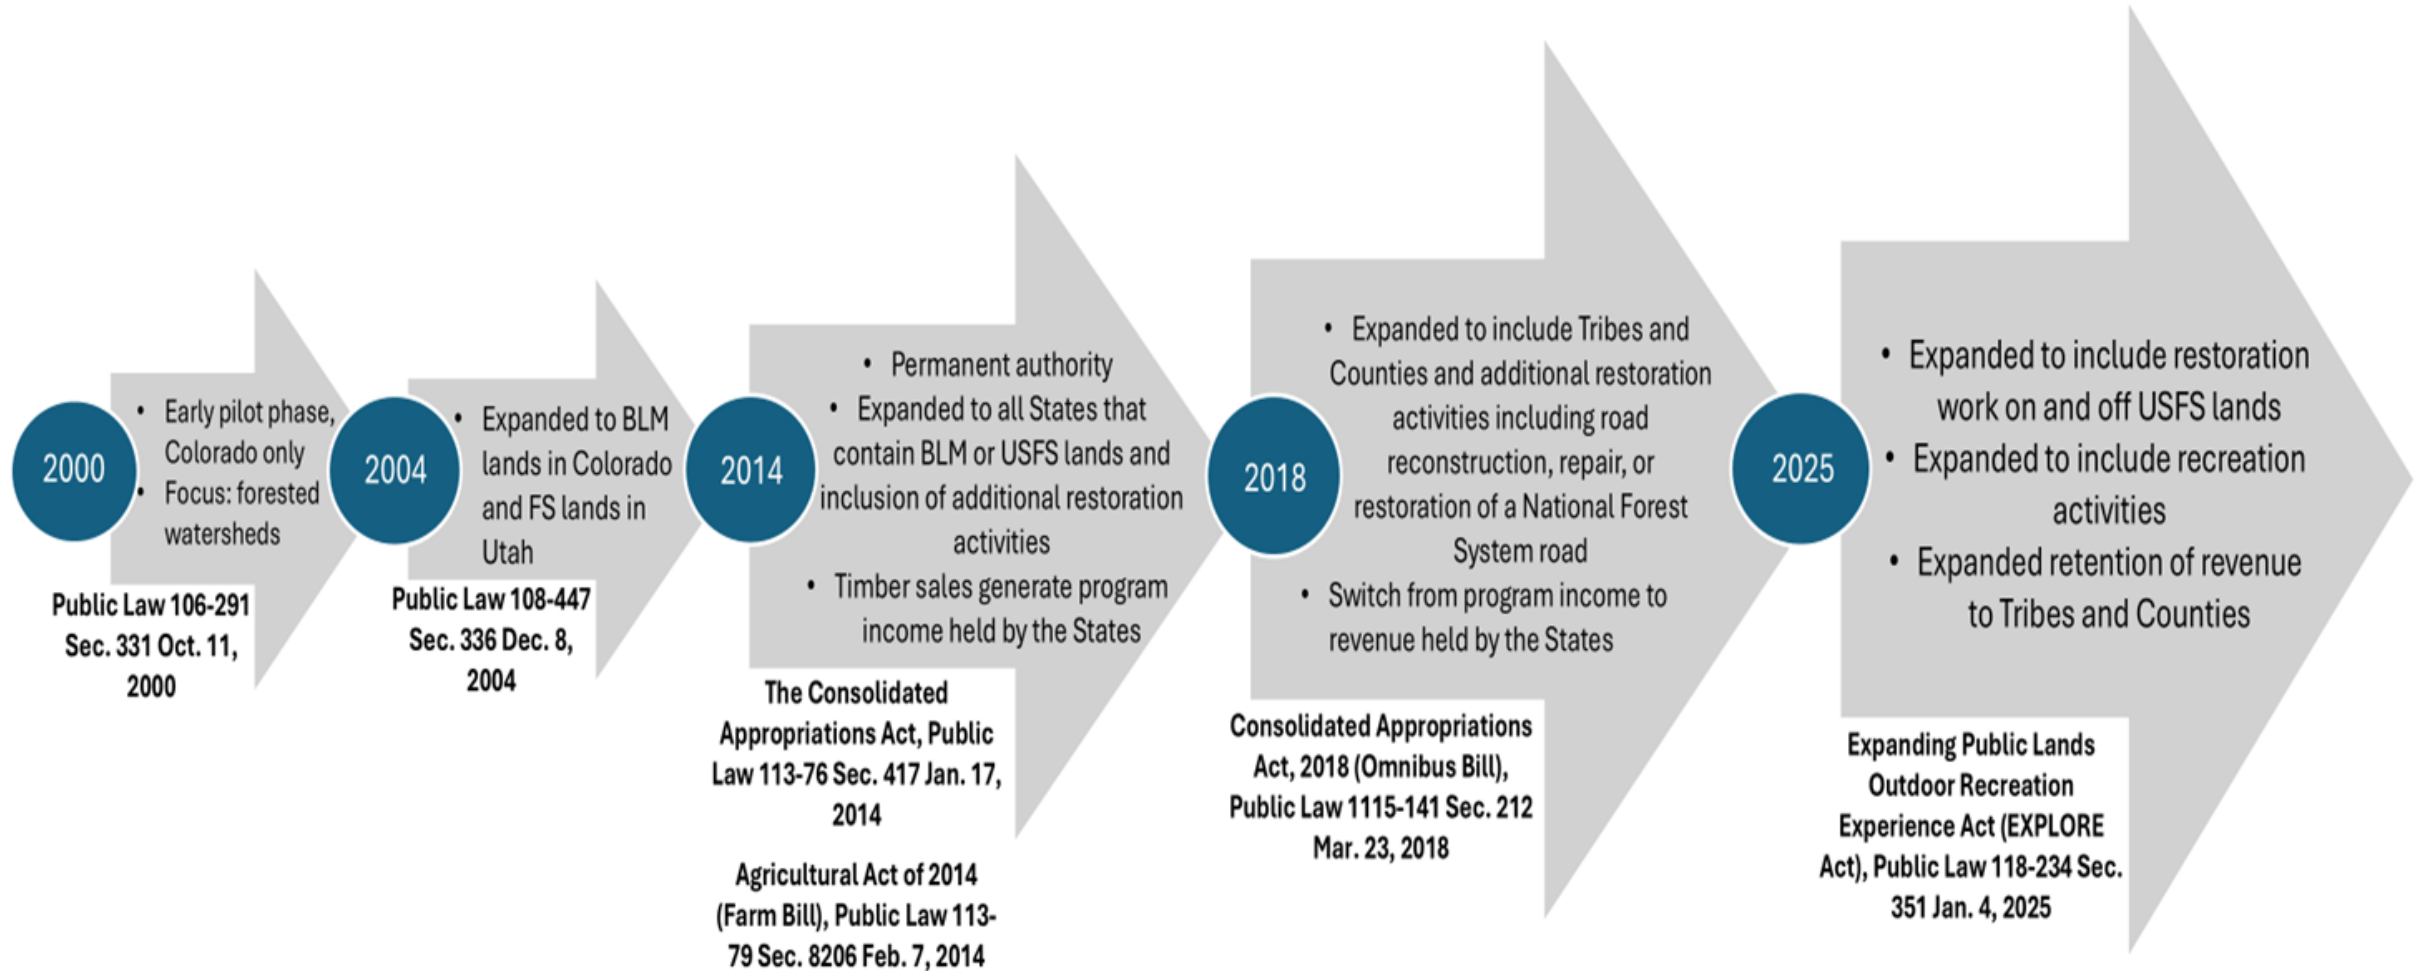 2000
• Early pilot phase,
Colorado only
• Focus: forested
watersheds
Public Law 106-291
Sec. 331 Oct. 11,
2000
2004
• Expanded to BLM
lands in Colorado
and FS lands in
Utah
Public Law 108-447
Sec. 336 Dec. 8,
2004
2014
• Permanent authority
• Expanded to all States that
contain BLM or USFS lands and
inclusion of additional restoration
activities
• Timber sales generate program
income held by the States
The Consolidated
Appropriations Act, Public
Law 113-76 Sec. 417 Jan. 17,
2014
Agricultural Act of 2014
(Farm Bill), Public Law 113-
79 Sec. 8206 Feb. 7, 2014
2018
• Expanded to include Tribes and
Counties and additional restoration
activities including road
reconstruction, repair, or
restoration of a National Forest
System road
• Switch from program income to
revenue held by the States
Consolidated Appropriations
Act, 2018 (Omnibus Bill),
Public Law 1115-141 Sec. 212
Mar. 23, 2018
2025
• Expanded to include restoration
work on and off USFS lands
• Expanded to include recreation
activities
• Expanded retention of revenue
to Tribes and Counties
Expanding Public Lands
Outdoor Recreation
Experience Act (EXPLORE
Act), Public Law 118-234 Sec.
351 Jan. 4, 2025